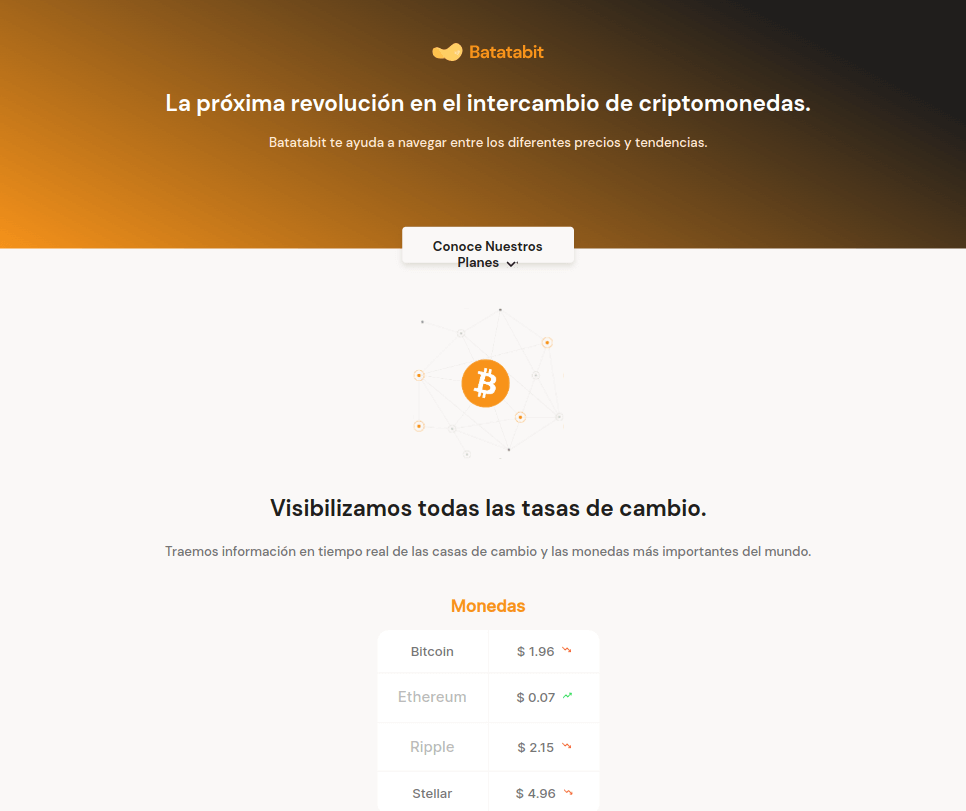 Batatabit
La próxima revolución en el intercambio de criptomonedas.
Batatabit te ayuda a navegar entre los diferentes precios y tendencias.
Conoce Nuestros
Planes
Visibilizamos todas las tasas de cambio.
Traemos información en tiempo real de las casas de cambio y las monedas más importantes del mundo.
Monedas
Bitcoin $ 1.96
Ethereum $ 0.07
Ripple $ 2.15
Stellar $ 4.96